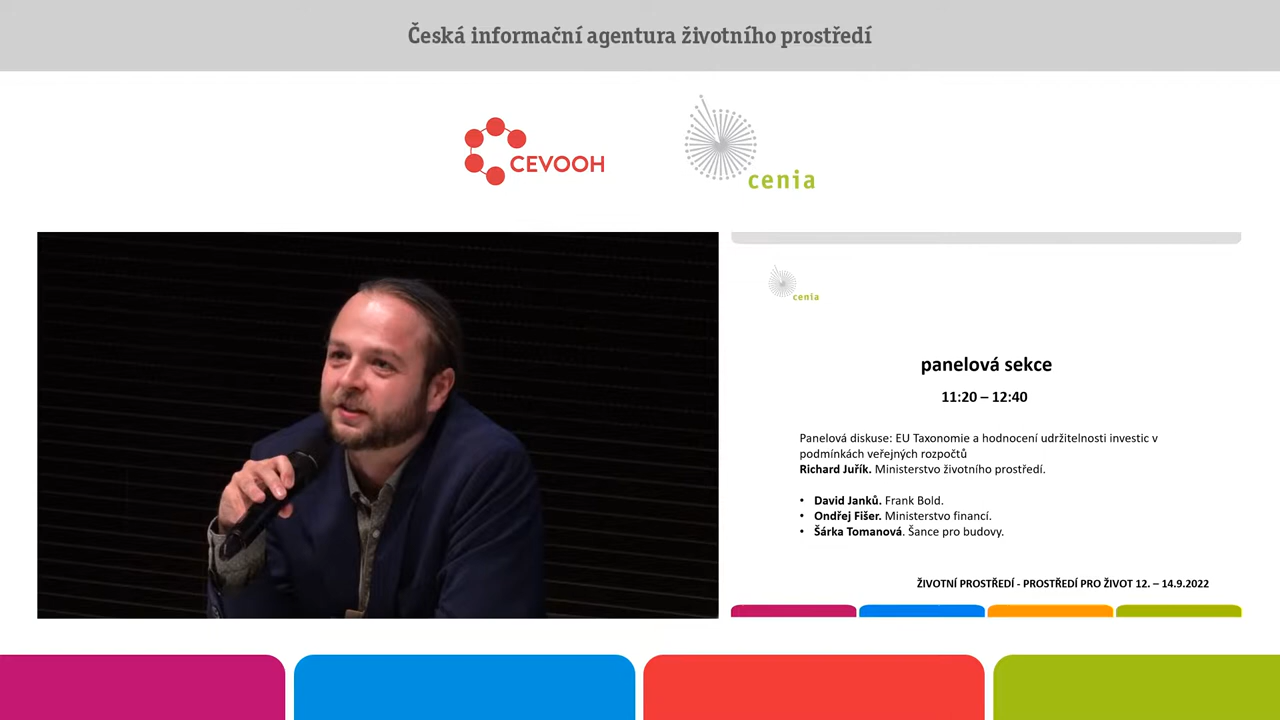 Česká informační agentura životního prostředí
CEVOOH
cenia
cenia
panelová sekce
11:20 – 12:40
Panelová diskuse: EU Taxonomie a hodnocení udržitelnosti investic v
podmínkách veřejných rozpočtů
Richard Juřík. Ministerstvo životního prostředí.
• David Janků. Frank Bold.
• Ondřej Fišer. Ministerstvo financí.
• Šárka Tomanová. Šance pro budovy.
ŽIVOTNÍ PROSTŘEDÍ - PROSTŘEDÍ PRO ŽIVOT 12. – 14.9.2022